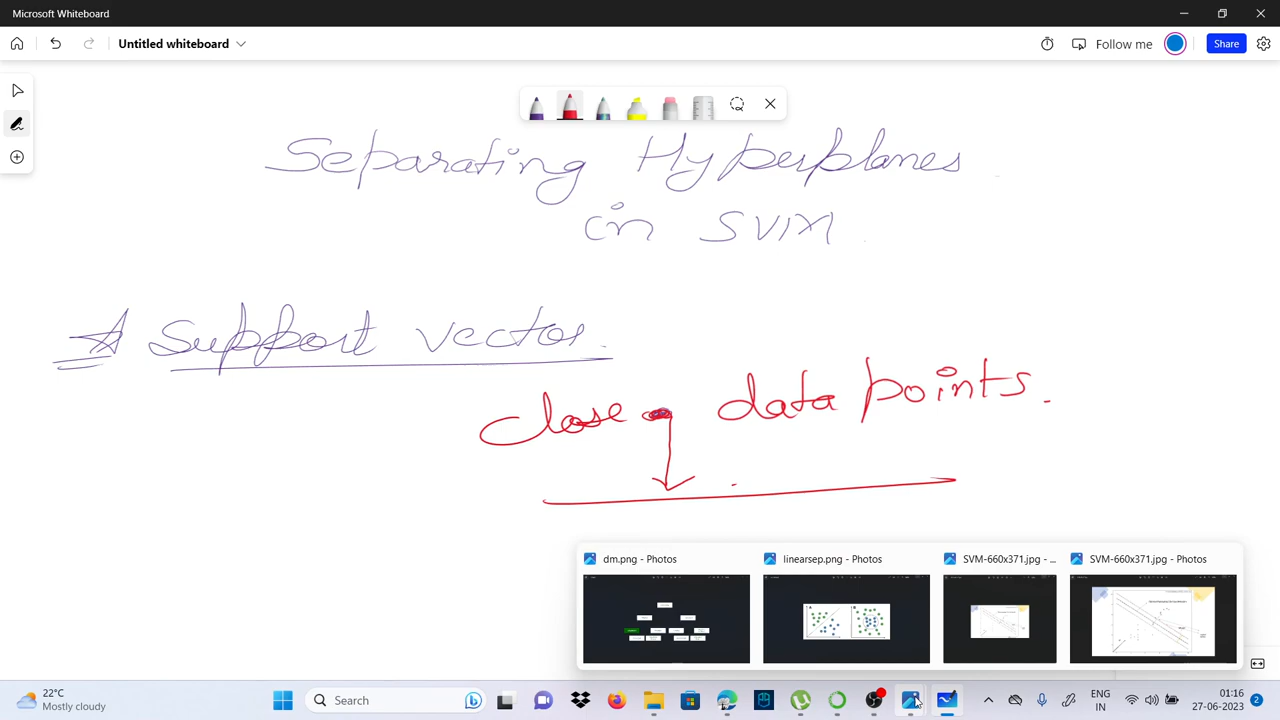 Microsoft Whiteboard
Untitled whiteboard
Follow me
Share
Separating Hyperplanes
in SVM
Support vector.
close data points.
dm.png - Photos
linearsep.png - Photos
SVM-660x371.jpg - ...
SVM-660x371.jpg - Photos
22°C
Mostly cloudy
Search
ENG
IN
01:16
27-06-2023
2